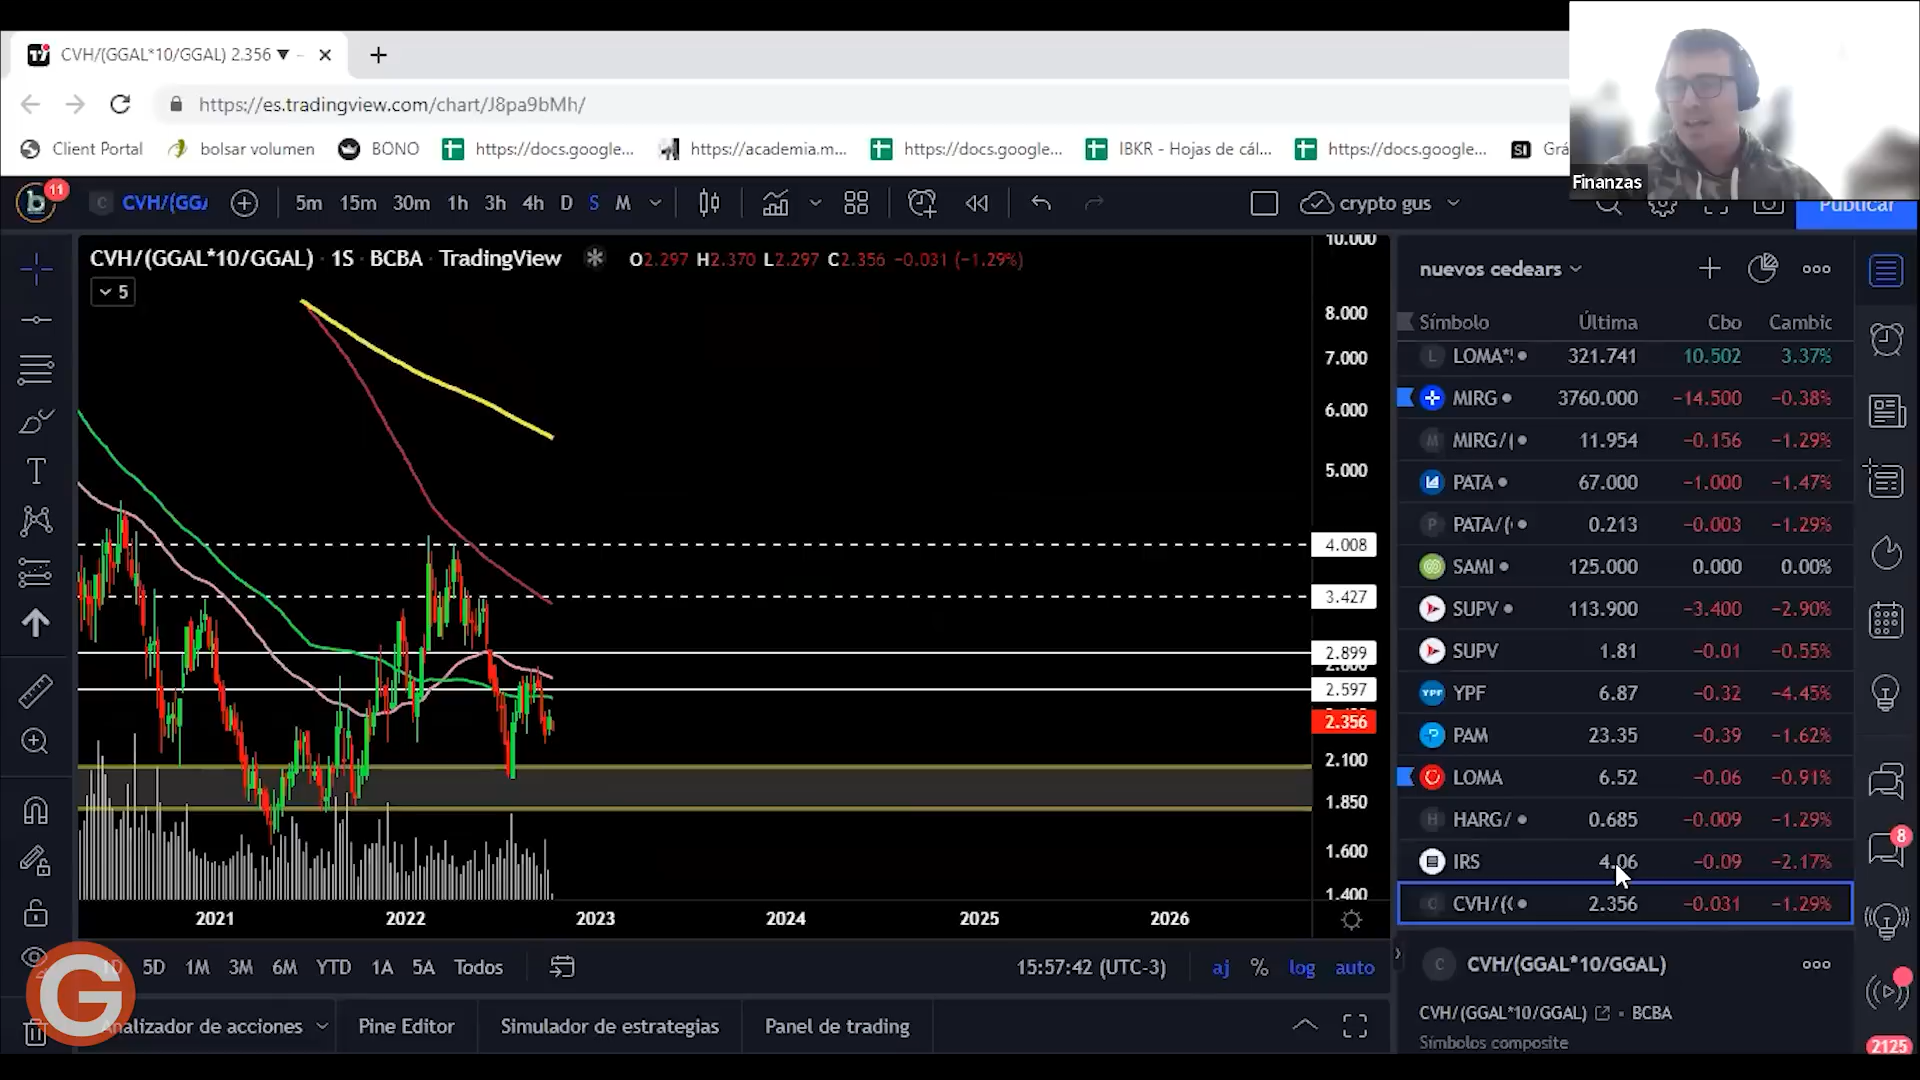 CVH/(GGAL*10/GGAL) 2.356 ▼ –
https://es.tradingview.com/chart/J8pa9bMh/
Client Portal
bolsar volumen
BONO
https://docs.google...
https://academia.m...
https://docs.google...
IBKR - Hojas de cál...
https://docs.google...
SI Grá
Finanzas
11
CVH/(GGA
5m 15m 30m 1h 3h 4h D S M
crypto gus
Publicar
CVH/(GGAL*10/GGAL) · 1S · BCBA · TradingView
O2.297 H2.370 L2.297 C2.356 −0.031 (−1.29%)
5
10.000
8.000
7.000
6.000
5.000
4.008
3.427
2.899
2.597
2.356
2.100
1.850
1.600
1.400
2021 2022 2023 2024 2025 2026
nuevos cedears
Símbolo Última Cbo Cambic
LOMA*! 321.741 10.502 3.37%
MIRG 3760.000 −14.500 −0.38%
MIRG/( 11.954 −0.156 −1.29%
PATA 67.000 −1.000 −1.47%
PATA/( 0.213 −0.003 −1.29%
SAMI 125.000 0.000 0.00%
SUPV 113.900 −3.400 −2.90%
SUPV 1.81 −0.01 −0.55%
YPF YPF 6.87 −0.32 −4.45%
PAM 23.35 −0.39 −1.62%
LOMA 6.52 −0.06 −0.91%
H HARG/ 0.685 −0.009 −1.29%
IRS 4.06 −0.09 −2.17%
C CVH/(( 2.356 −0.031 −1.29%
8
C CVH/(GGAL*10/GGAL)
CVH/(GGAL*10/GGAL) · BCBA
Símbolos composite
2125
1D 5D 1M 3M 6M YTD 1A 5A Todos
15:57:42 (UTC-3)
aj % log auto
G
Analizador de acciones
Pine Editor
Simulador de estrategias
Panel de trading